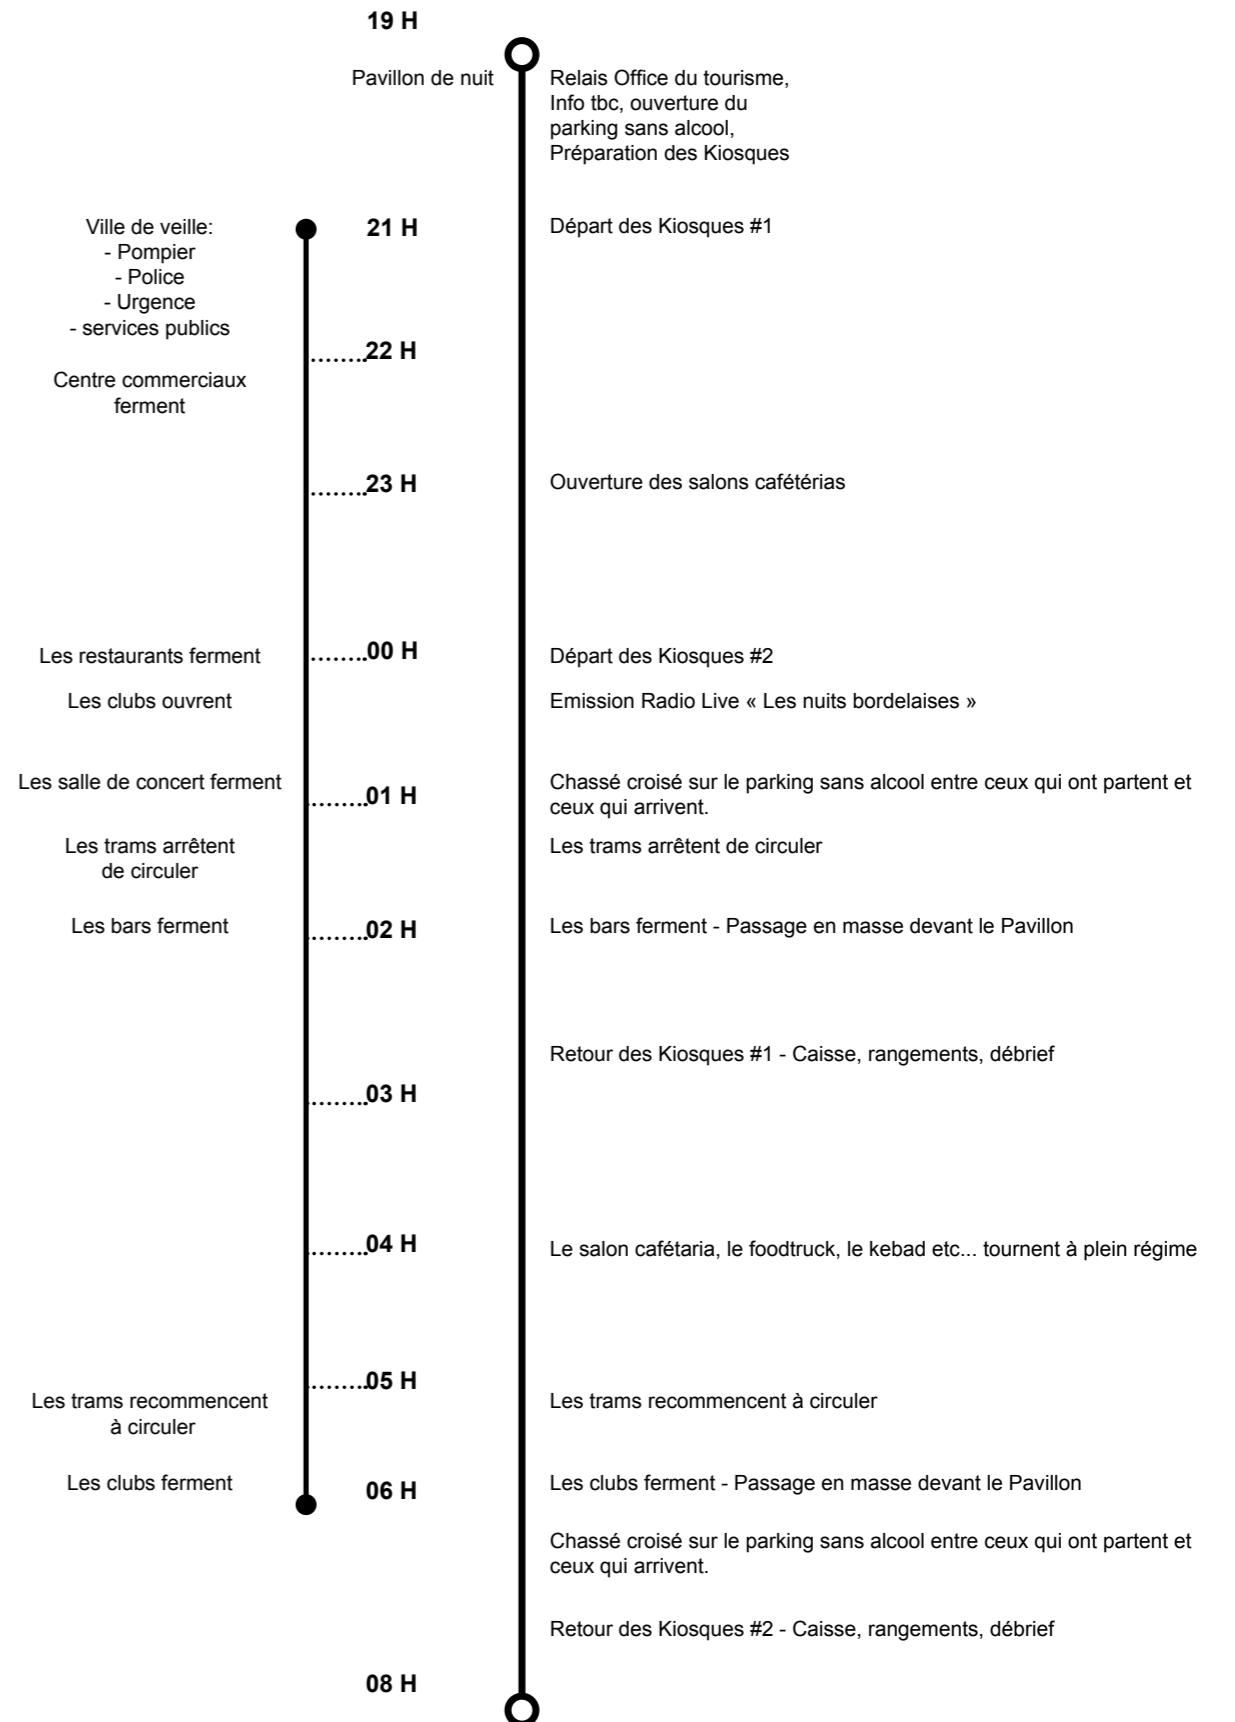 19 H
Pavillon de nuit
Relais Office du tourisme,
Info tbc, ouverture du
parking sans alcool,
Préparation des Kiosques
Ville de veille:
- Pompier
- Police
- Urgence
- services publics
21 H
Départ des Kiosques #1
22 H
Centre commerciaux
ferment
23 H
Ouverture des salons cafétérias
Les restaurants ferment
00 H
Départ des Kiosques #2
Les clubs ouvrent
Emission Radio Live « Les nuits bordelaises »
Les salle de concert ferment
01 H
Chassé croisé sur le parking sans alcool entre ceux qui ont partent et
ceux qui arrivent.
Les trams arrêtent
de circuler
Les trams arrêtent de circuler
Les bars ferment
02 H
Les bars ferment - Passage en masse devant le Pavillon
Retour des Kiosques #1 - Caisse, rangements, débrief
03 H
04 H
Le salon cafétaria, le foodtruck, le kebad etc... tournent à plein régime
05 H
Les trams recommencent
à circuler
Les trams recommencent à circuler
Les clubs ferment
06 H
Les clubs ferment - Passage en masse devant le Pavillon
Chassé croisé sur le parking sans alcool entre ceux qui ont partent et
ceux qui arrivent.
Retour des Kiosques #2 - Caisse, rangements, débrief
08 H